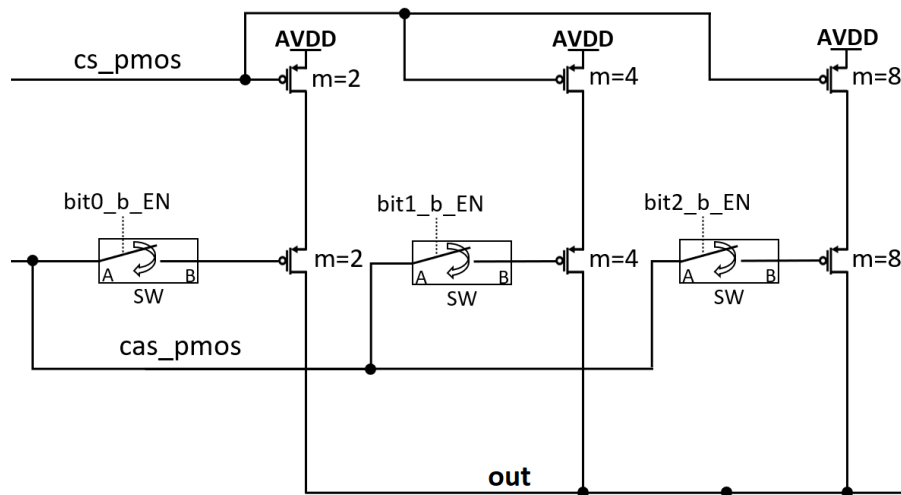 AVDD
AVDD
AVDD
cs_pmos
m=2
m=4
m=8
bit0_b_EN
bit1_b_EN
bit2_b_EN
A
B
SW
m=2
A
B
SW
m=4
A
B
SW
m=8
cas_pmos
out